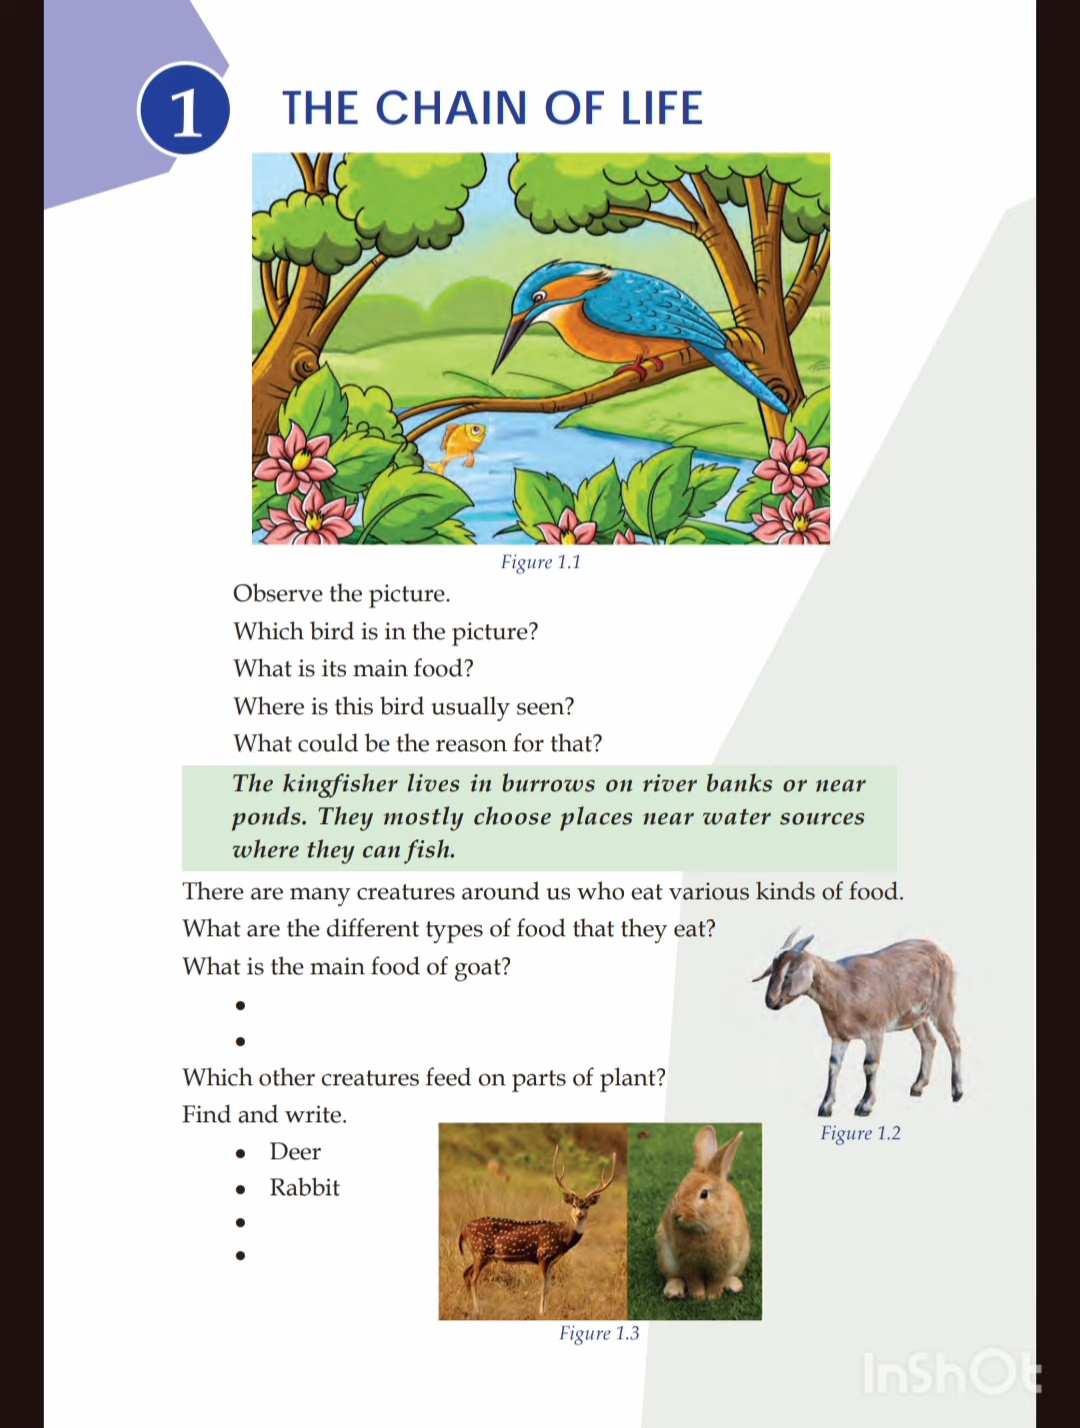 1
THE CHAIN OF LIFE
Figure 1.1
Observe the picture.
Which bird is in the picture?
What is its main food?
Where is this bird usually seen?
What could be the reason for that?
The kingfisher lives in burrows on river banks or near
ponds. They mostly choose places near water sources
where they can fish.
There are many creatures around us who eat various kinds of food.
What are the different types of food that they eat?
What is the main food of goat?
•
•
Figure 1.2
Which other creatures feed on parts of plant?
Find and write.
• Deer
• Rabbit
•
•
Figure 1.3
InShOt